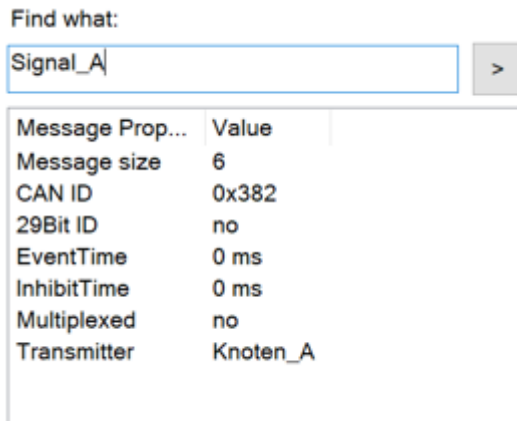 Find what:
Signal_A
>
Message Prop... Value
Message size 6
CAN ID 0x382
29Bit ID no
EventTime 0 ms
InhibitTime 0 ms
Multiplexed no
Transmitter Knoten_A